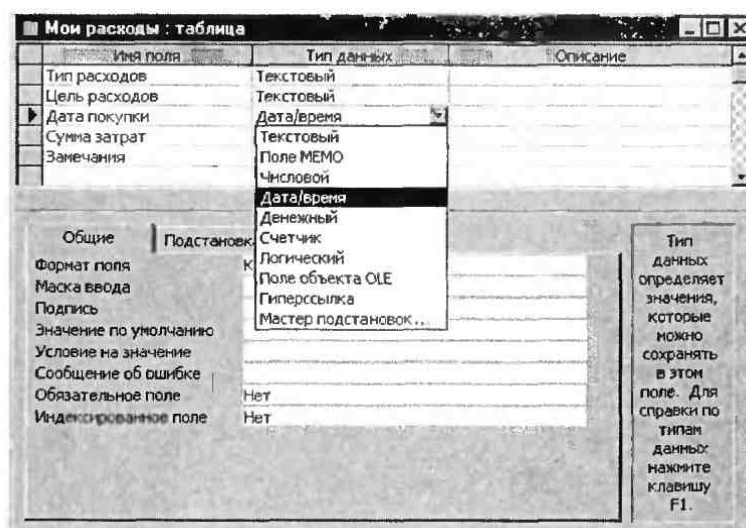 Мои расходы : таблица
Имя поля Тип данных Описание
Тип расходов Текстовый
Цель расходов Текстовый
Дата покупки Дата/время
Сумма затрат
Замечания
Текстовый
Поле MEMO
Числовой
Дата/время
Денежный
Счетчик
Логический
Поле объекта OLE
Гиперссылка
Мастер подстановок...
Общие Подстановк
Формат поля К
Маска ввода
Подпись
Значение по умолчанию
Условие на значение
Сообщение об ошибке
Обязательное поле Нет
Индексированное поле Нет
Тип
данных
определяет
значения,
которые
можно
сохранять
в этом
поле. Для
справки по
типам
данных
нажмите
клавишу
F1.